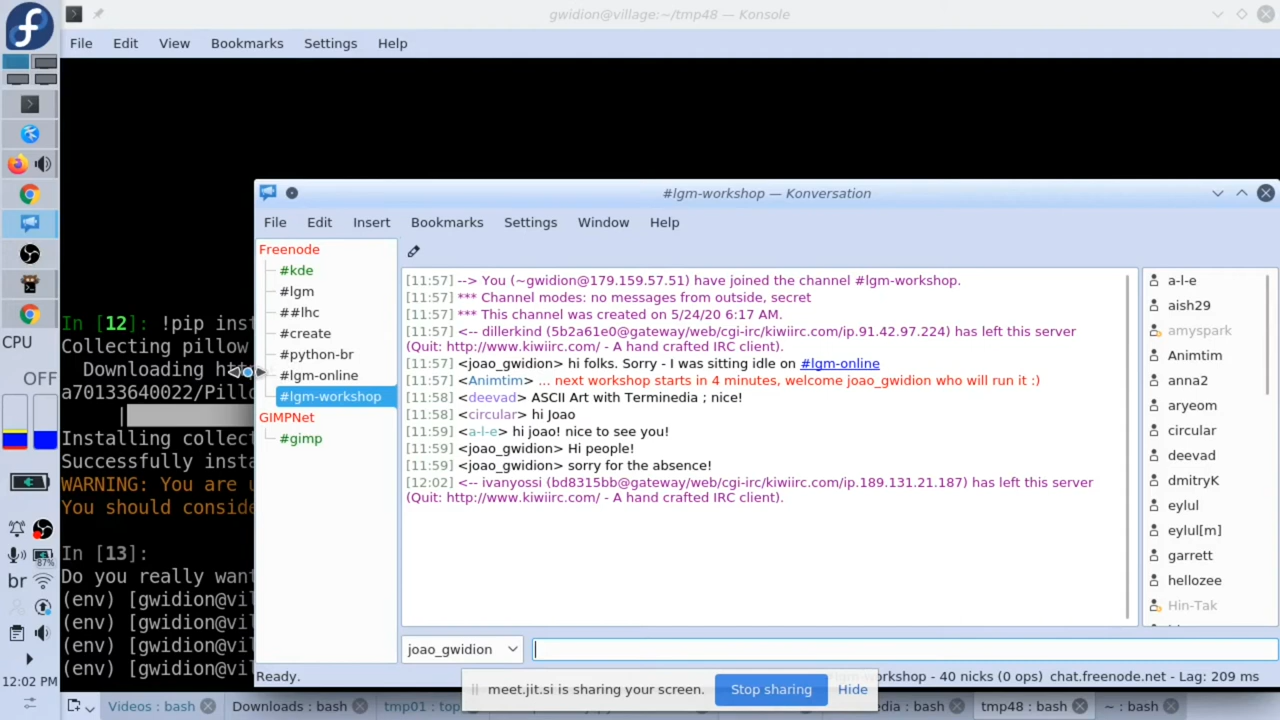 gwidion@village:~/tmp48 — Konsole
File Edit View Bookmarks Settings Help
#lgm-workshop — Konversation
File Edit Insert Bookmarks Settings Window Help
Freenode
#kde
#lgm
##lhc
#create
#python-br
#lgm-online
#lgm-workshop
GIMPNet
#gimp
[11:57] --> You (~gwidion@179.159.57.51) have joined the channel #lgm-workshop.
[11:57] *** Channel modes: no messages from outside, secret
[11:57] *** This channel was created on 5/24/20 6:17 AM.
[11:57] <-- dillerkind (5b2a61e0@gateway/web/cgi-irc/kiwiirc.com/ip.91.42.97.224) has left this server
(Quit: http://www.kiwiirc.com/ - A hand crafted IRC client).
[11:57] <joao_gwidion> hi folks. Sorry - I was sitting idle on #lgm-online
[11:57] <Animtim> ... next workshop starts in 4 minutes, welcome joao_gwidion who will run it :)
[11:58] <deevad> ASCII Art with Terminedia ; nice!
[11:58] <circular> hi Joao
[11:59] <a-l-e> hi joao! nice to see you!
[11:59] <joao_gwidion> Hi people!
[11:59] <joao_gwidion> sorry for the absence!
[12:02] <-- ivanyossi (bd8315bb@gateway/web/cgi-irc/kiwiirc.com/ip.189.131.21.187) has left this server
(Quit: http://www.kiwiirc.com/ - A hand crafted IRC client).
a-l-e
aish29
amyspark
Animtim
anna2
aryeom
circular
deevad
dmitryK
eylul
eylul[m]
garrett
hellozee
Hin-Tak
joao_gwidion
Ready.
workshop - 40 nicks (0 ops) chat.freenode.net - Lag: 209 ms
In [12]: !pip inst
Collecting pillow
Downloading
a70133640022/Pillo
Installing collect
Successfully insta
WARNING: You are u
You should conside
In [13]:
Do you really want
(env) [gwidion@vil
(env) [gwidion@vil
(env) [gwidion@vil
(env) [gwidion@vil
CPU
OFF
87%
br
12:02 PM
meet.jit.si is sharing your screen. Stop sharing Hide
Videos : bash Downloads : bash tmp01 : top edia : bash tmp48 : bash ~ : bash